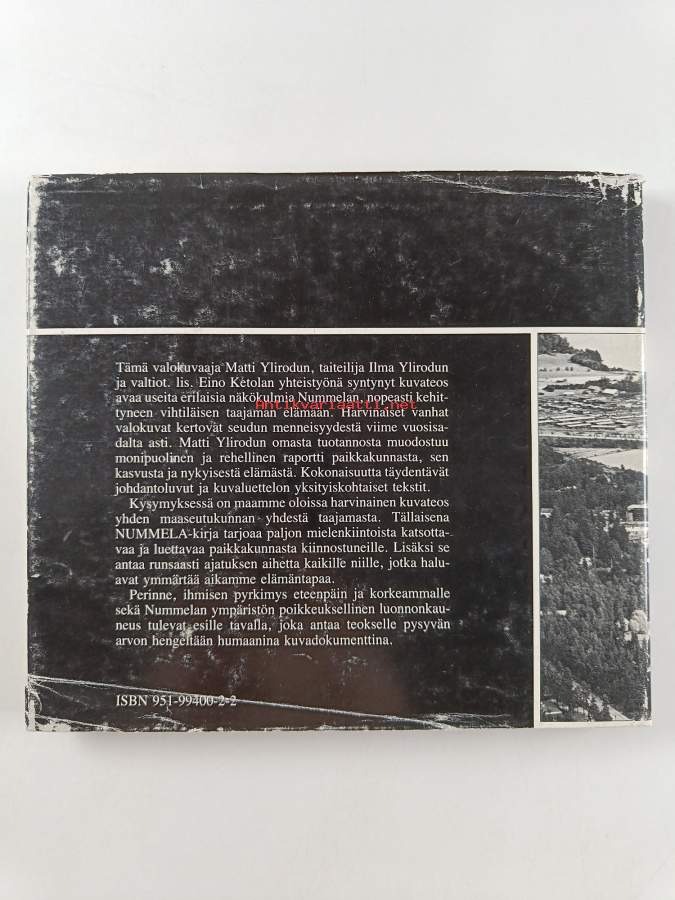 Tämä valokuvaaja Matti Ylirodun, taiteilija Ilma Ylirodun
ja valtiot. lis. Eino Ketolan yhteistyönä syntynyt kuvateos
avaa useita erilaisia näkökulmia Nummelan, nopeasti kehit-
tyneen vihtiläisen taajaman elämään. Harvinaiset vanhat
Antikvariaatti.net
valokuvat kertovat seudun menneisyydestä viime vuosisa-
dalta asti. Matti Ylirodun omasta tuotannosta muodostuu
monipuolinen ja rehellinen raportti paikkakunnasta, sen
kasvusta ja nykyisestä elämästä. Kokonaisuutta täydentävät
johdantoluvut ja kuvaluettelon yksityiskohtaiset tekstit.
Kysymyksessä on maamme oloissa harvinainen kuvateos
yhden maaseutukunnan yhdestä taajamasta. Tällaisena
NUMMELA-kirja tarjoaa paljon mielenkiintoista katsotta-
vaa ja luettavaa paikkakunnasta kiinnostuneille. Lisäksi se
antaa runsaasti ajatuksen aihetta kaikille niille, jotka halu-
avat ymmärtää aikamme elämäntapaa.
Perinne, ihmisen pyrkimys eteenpäin ja korkeammalle
sekä Nummelan ympäristön poikkeuksellinen luonnonkau-
neus tulevat esille tavalla, joka antaa teokselle pysyvän
arvon hengeltään humaanina kuvadokumenttina.
ISBN 951-99400-2-2